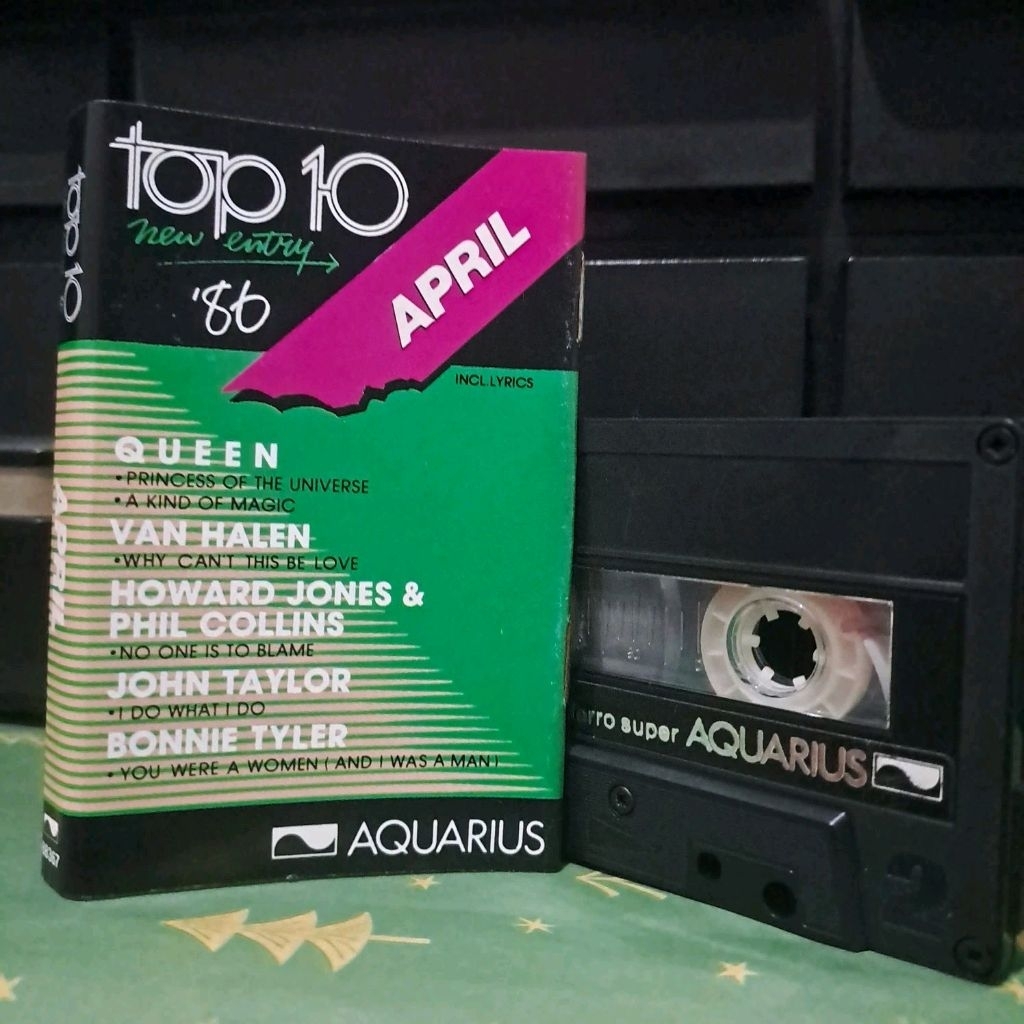 top 10
new entry
'86
APRIL
INCL.LYRICS
QUEEN
•PRINCESS OF THE UNIVERSE
•A KIND OF MAGIC
VAN HALEN
•WHY CAN'T THIS BE LOVE
HOWARD JONES &
PHIL COLLINS
•NO ONE IS TO BLAME
JOHN TAYLOR
•I DO WHAT I DO
BONNIE TYLER
•YOU WERE A WOMEN (AND I WAS A MAN)
AQUARIUS
top 10
APRIL
super AQUARIUS
2